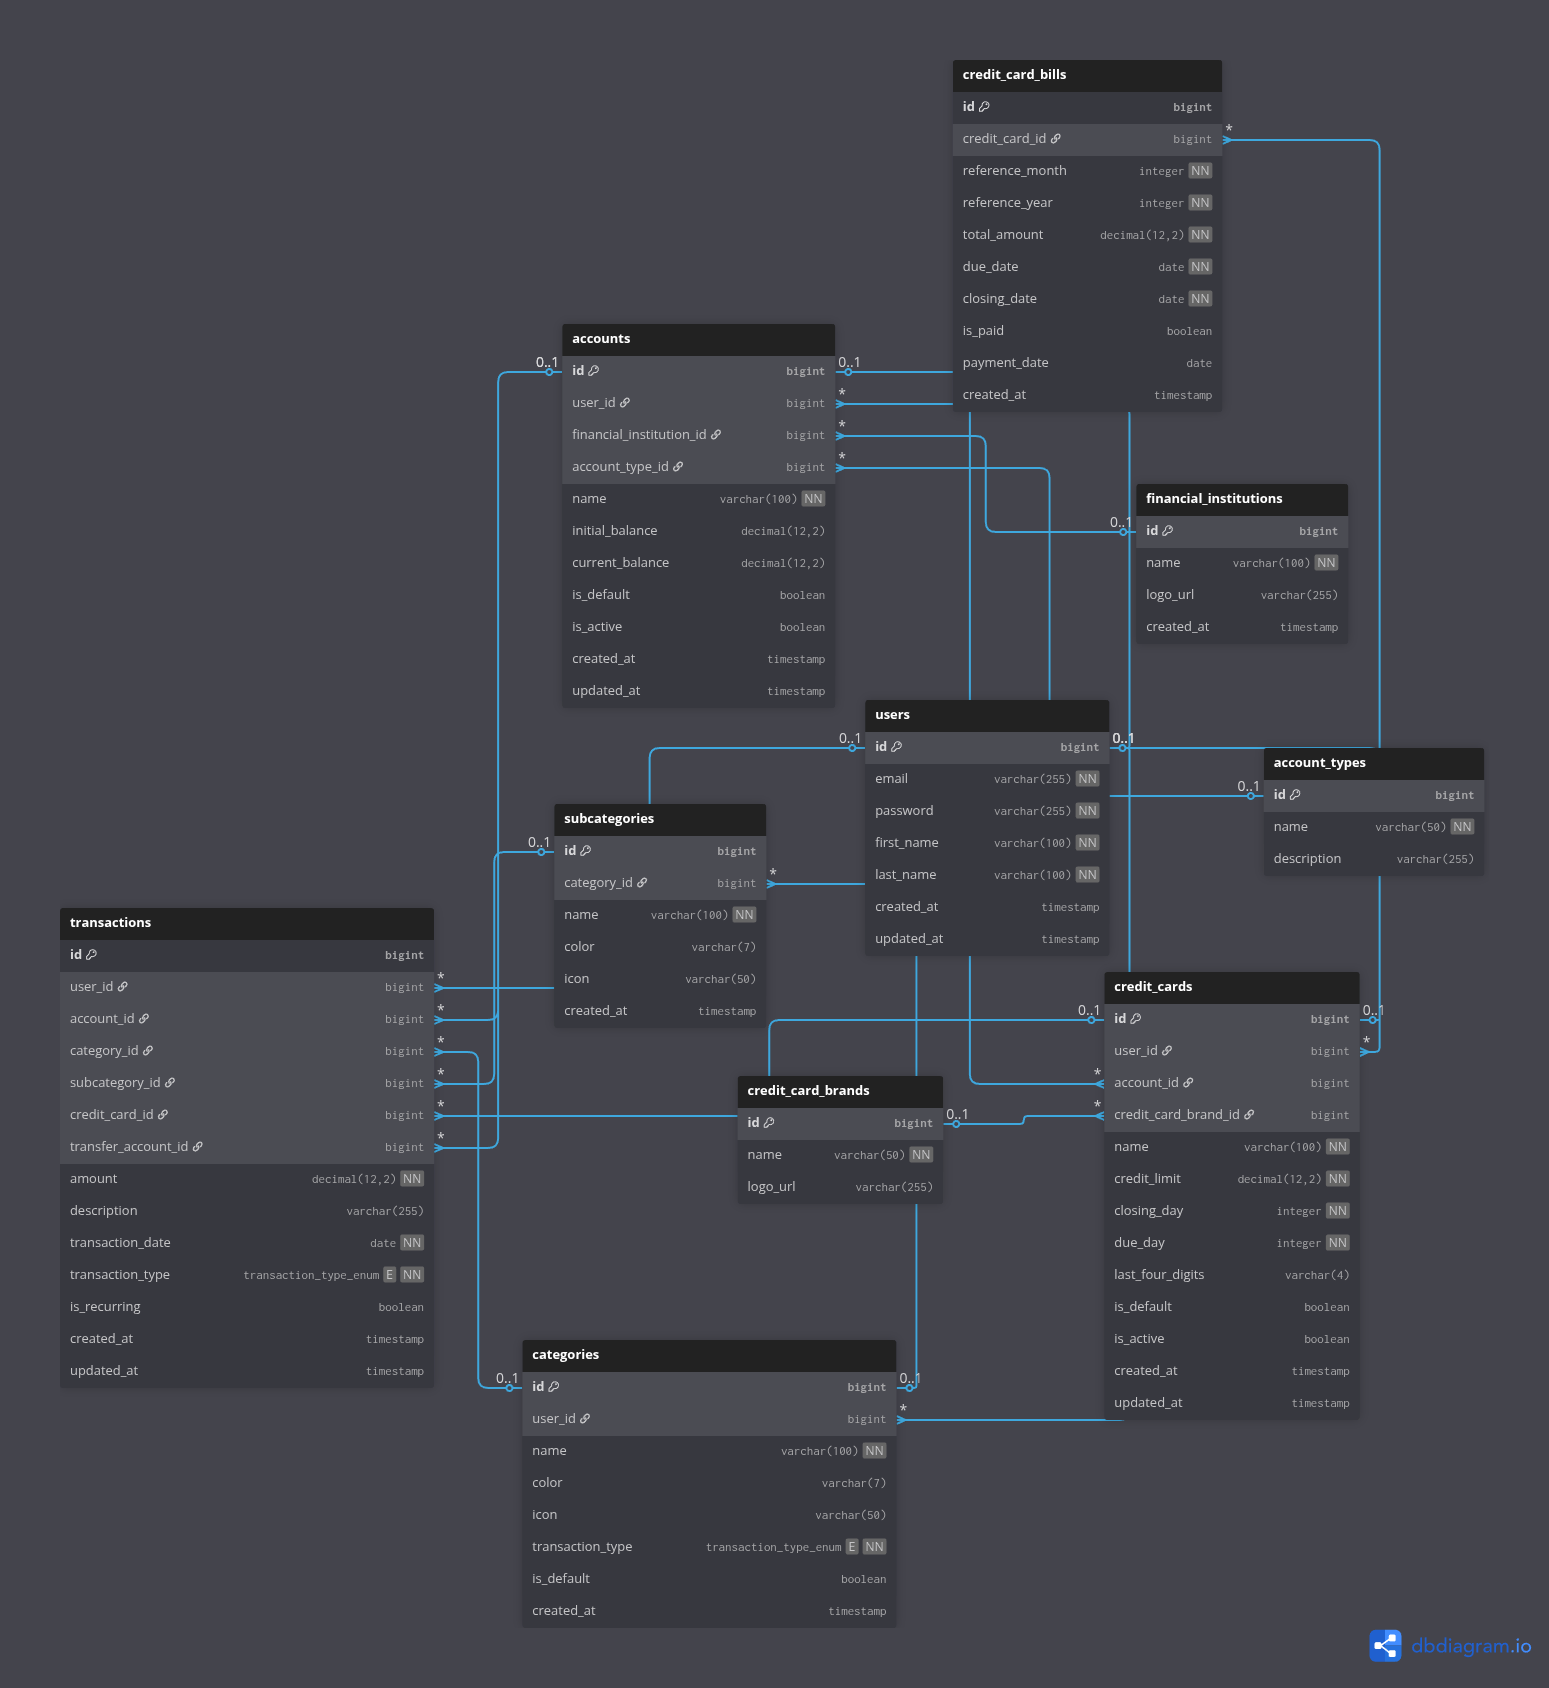 credit_card_bills
id bigint
credit_card_id bigint *
reference_month integer NN
reference_year integer NN
total_amount decimal(12,2) NN
due_date date NN
closing_date date NN
is_paid boolean
payment_date date
created_at timestamp
accounts
0..1 id bigint 0..1
user_id bigint *
financial_institution_id bigint *
account_type_id bigint *
name varchar(100) NN
initial_balance decimal(12,2)
current_balance decimal(12,2)
is_default boolean
is_active boolean
created_at timestamp
updated_at timestamp
financial_institutions
0..1 id bigint
name varchar(100) NN
logo_url varchar(255)
created_at timestamp
users
0..1 id bigint 0..1
email varchar(255) NN
password varchar(255) NN
first_name varchar(100) NN
last_name varchar(100) NN
created_at timestamp
updated_at timestamp
account_types
0..1 id bigint
name varchar(50) NN
description varchar(255)
subcategories
0..1 id bigint
category_id bigint *
name varchar(100) NN
color varchar(7)
icon varchar(50)
created_at timestamp
transactions
id bigint
user_id bigint *
account_id bigint *
category_id bigint *
subcategory_id bigint *
credit_card_id bigint *
transfer_account_id bigint *
amount decimal(12,2) NN
description varchar(255)
transaction_date date NN
transaction_type transaction_type_enum E NN
is_recurring boolean
created_at timestamp
updated_at timestamp
credit_cards
0..1 id bigint 0..1
user_id bigint *
* account_id bigint
* credit_card_brand_id bigint
name varchar(100) NN
credit_limit decimal(12,2) NN
closing_day integer NN
due_day integer NN
last_four_digits varchar(4)
is_default boolean
is_active boolean
created_at timestamp
updated_at timestamp
credit_card_brands
id bigint 0..1
name varchar(50) NN
logo_url varchar(255)
categories
0..1 id bigint 0..1
user_id bigint *
name varchar(100) NN
color varchar(7)
icon varchar(50)
transaction_type transaction_type_enum E NN
is_default boolean
created_at timestamp
dbdiagram.io